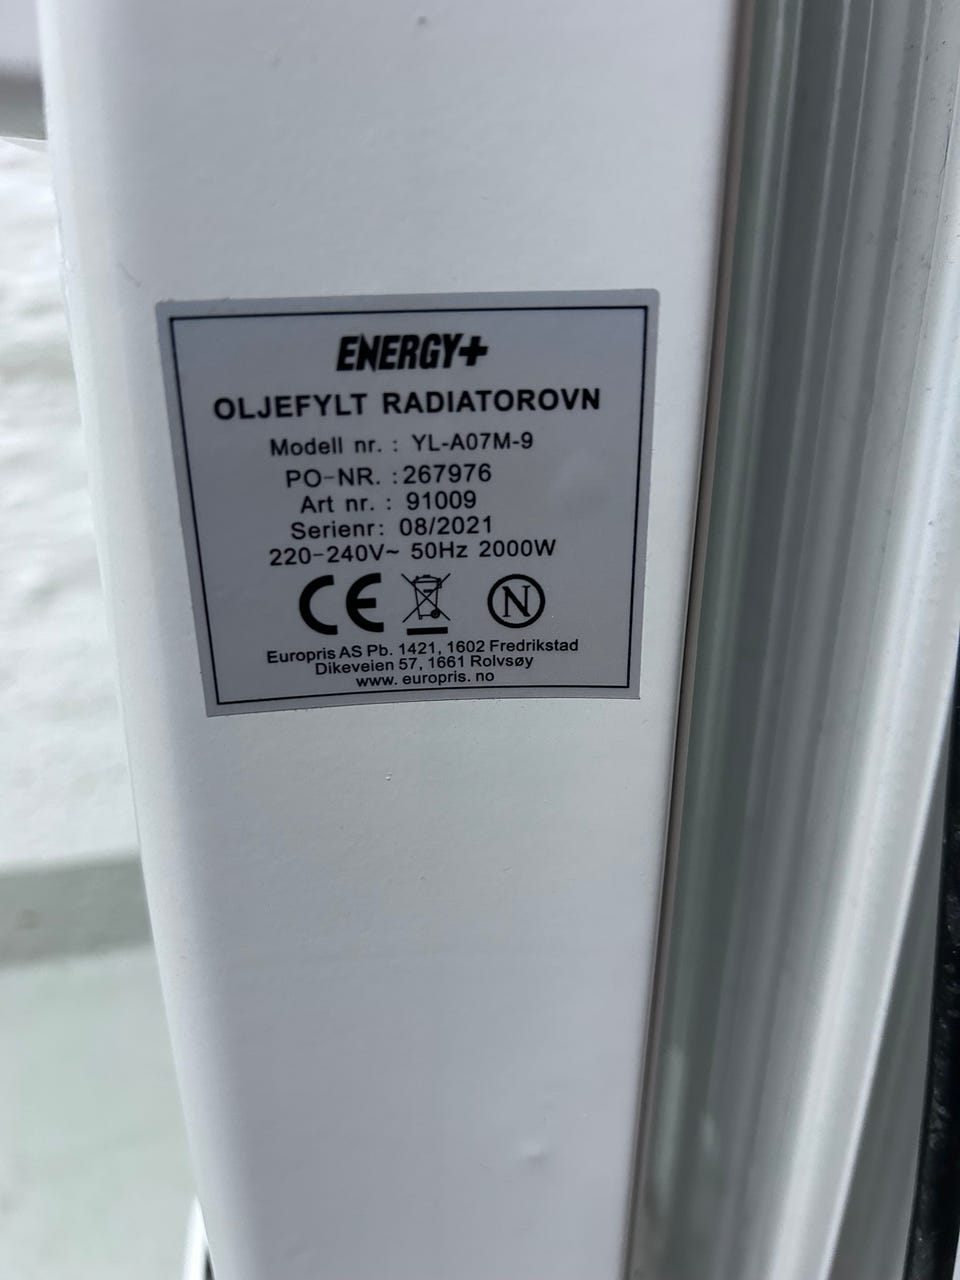 ENERGY+
OLJEFYLT RADIATOROVN
Modell nr. : YL-A07M-9
PO-NR. :267976
Art nr. : 91009
Serienr: 08/2021
220-240V~ 50Hz 2000W
CE N
Europris AS Pb. 1421, 1602 Fredrikstad
Dikeveien 57, 1661 Rolvsøy
www. europris. no